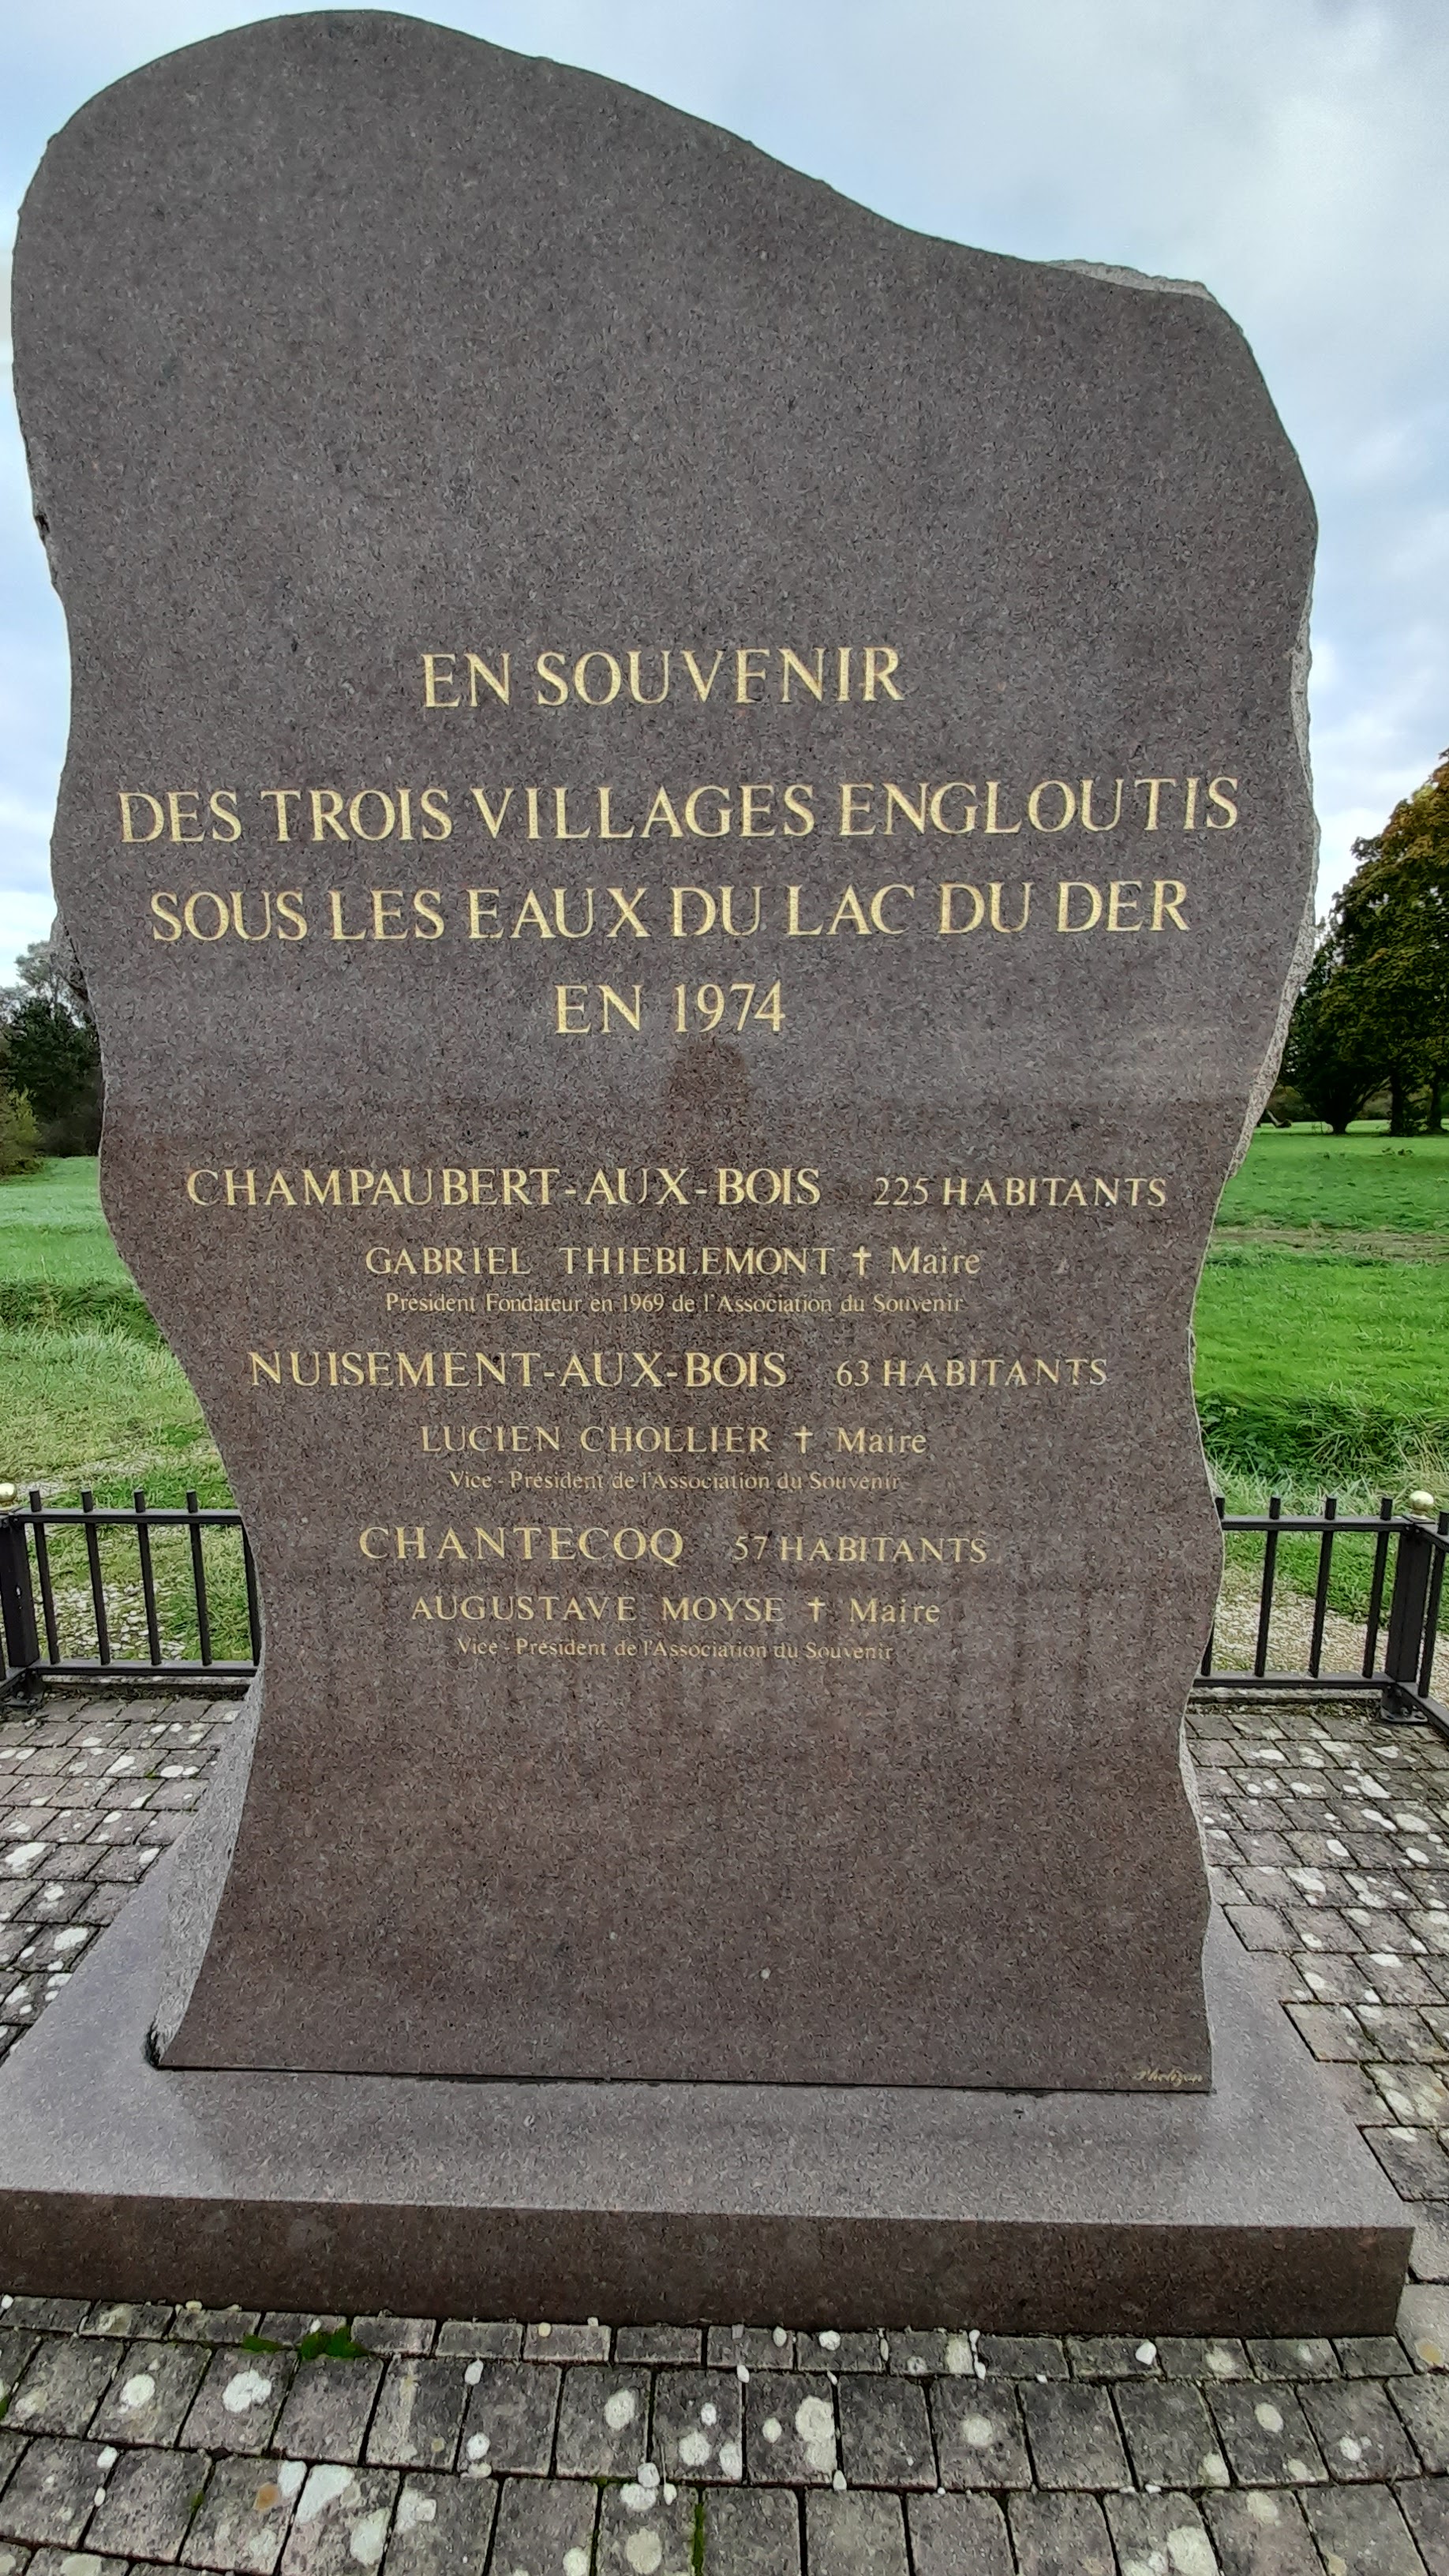 EN SOUVENIR
DES TROIS VILLAGES ENGLOUTIS
SOUS LES EAUX DU LAC DU DER
EN 1974
CHAMPAUBERT-AUX-BOIS 225 HABITANTS
GABRIEL THIEBLEMONT † Maire
Président Fondateur en 1969 de l'Association du Souvenir
NUISEMENT-AUX-BOIS 63 HABITANTS
LUCIEN CHOLLIER † Maire
Vice - Président de l'Association du Souvenir
CHANTECOQ 57 HABITANTS
AUGUSTAVE MOYSE † Maire
Vice - Président de l'Association du Souvenir